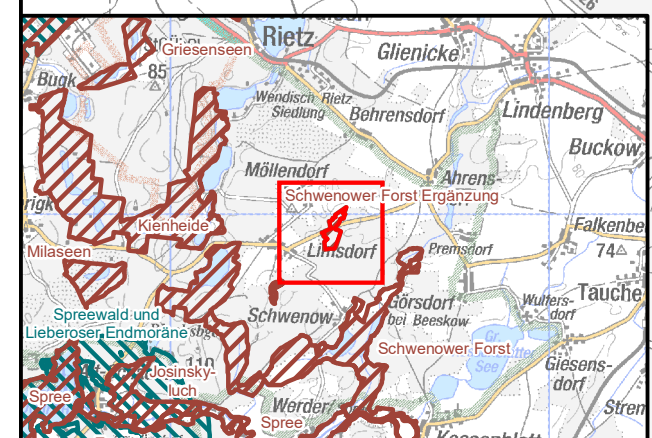 26
Rietz
Griesenseen
Glienicke
Bugk
85
Wendisch Rietz
Siedlung
Behrensdorf
Lindenberg
Buckow
Möllendorf
Ahrens-
Schwenower Forst Ergänzung
Kienheide
Falkenbe
Milaseen
Limsdorf
Premsdorf
74
Tauche
Wulfers-
dorf
Spreewald und
Lieberoser Endmoräne
Schwenow
Görsdorf
bei Beeskow
Gr.
See
Schwenower Forst
110
Josinsky-
luch
Giesens-
dorf
Spree
Werder/
Spree
Stren